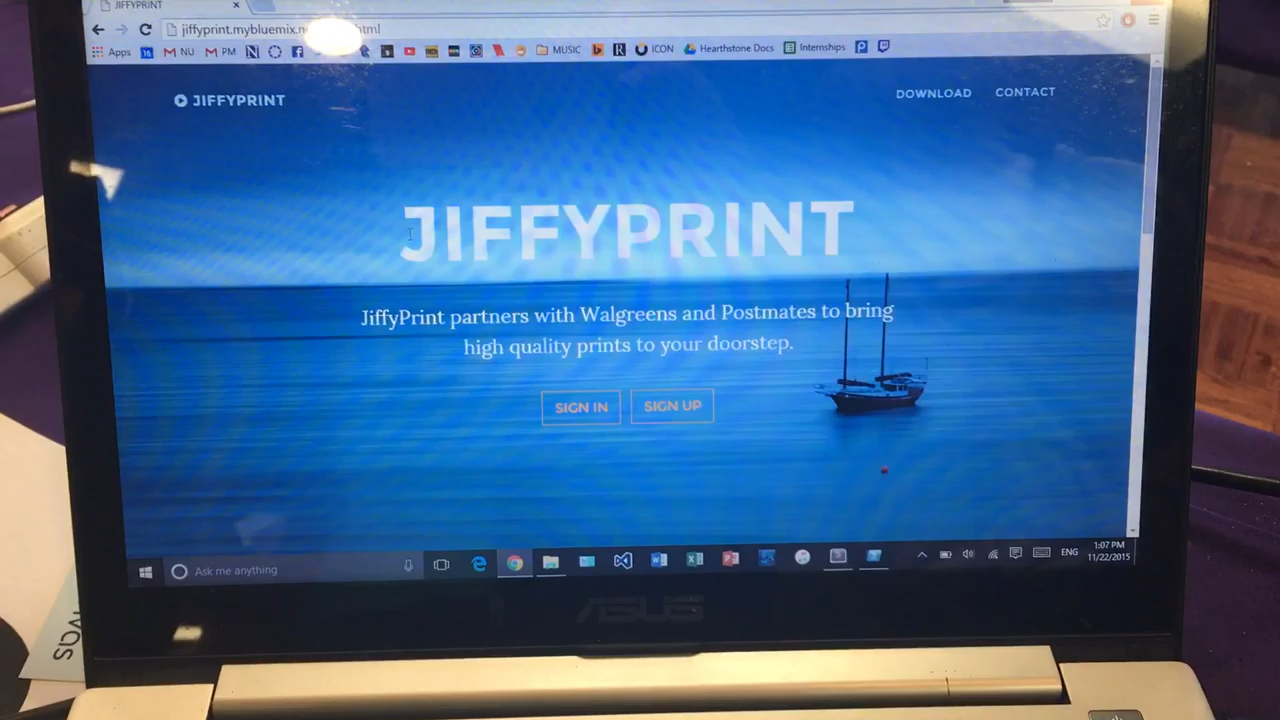 JIFFYPRINT
jiffyprint.mybluemix.n
html
Apps
NU
PM
MUSIC
ICON
Hearthstone Docs
Internships
JIFFYPRINT
DOWNLOAD
CONTACT
JIFFYPRINT
JiffyPrint partners with Walgreens and Postmates to bring
high quality prints to your doorstep.
SIGN IN
SIGN UP
Ask me anything
ENG
1:07 PM
11/22/2015
ASUS